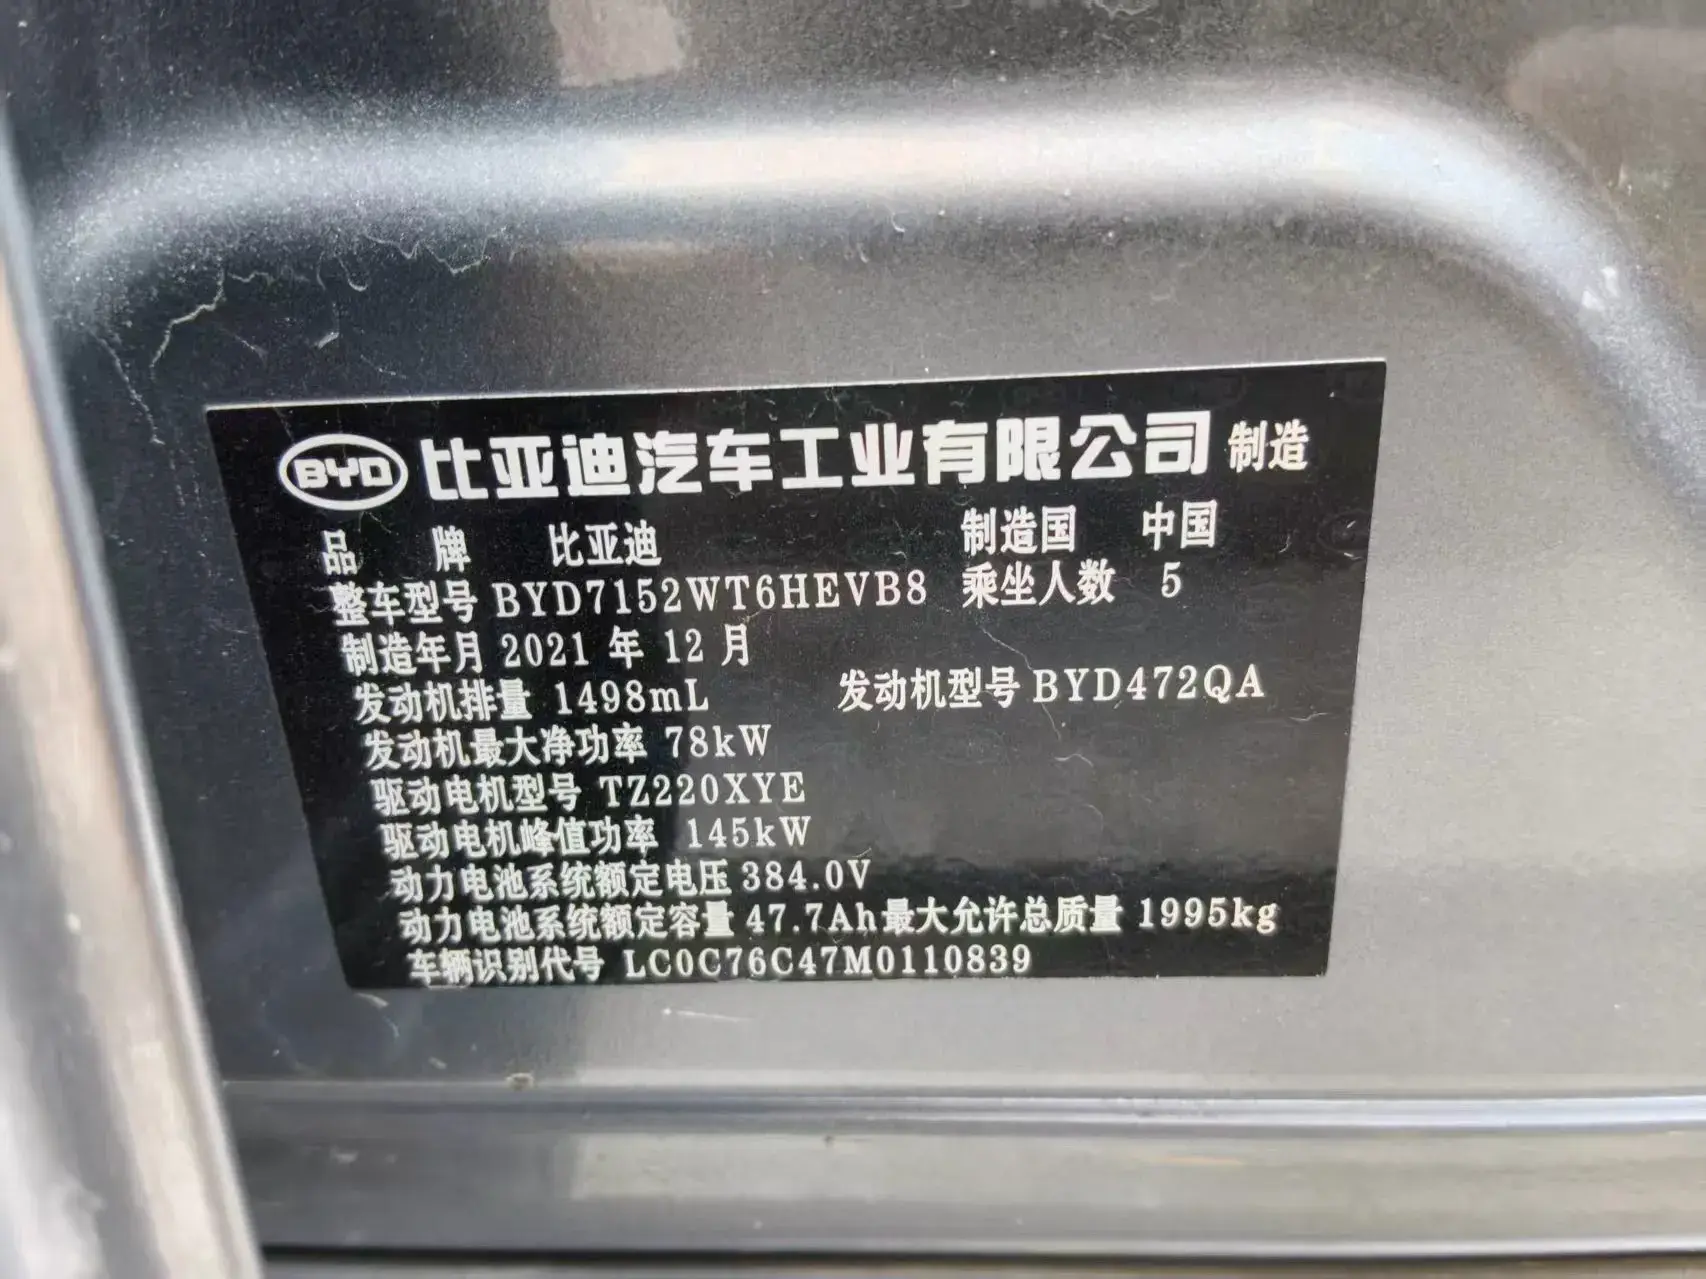 BYD 比亚迪汽车工业有限公司 制造
品 牌 比亚迪 制造国 中国
整车型号 BYD7152WT6HEVB8 乘坐人数 5
制造年月 2021 年 12 月
发动机排量 1498mL 发动机型号 BYD472QA
发动机最大净功率 78kW
驱动电机型号 TZ220XYE
驱动电机峰值功率 145kW
动力电池系统额定电压 384.0V
动力电池系统额定容量 47.7Ah 最大允许总质量 1995kg
车辆识别代号 LC0C76C47M0110839